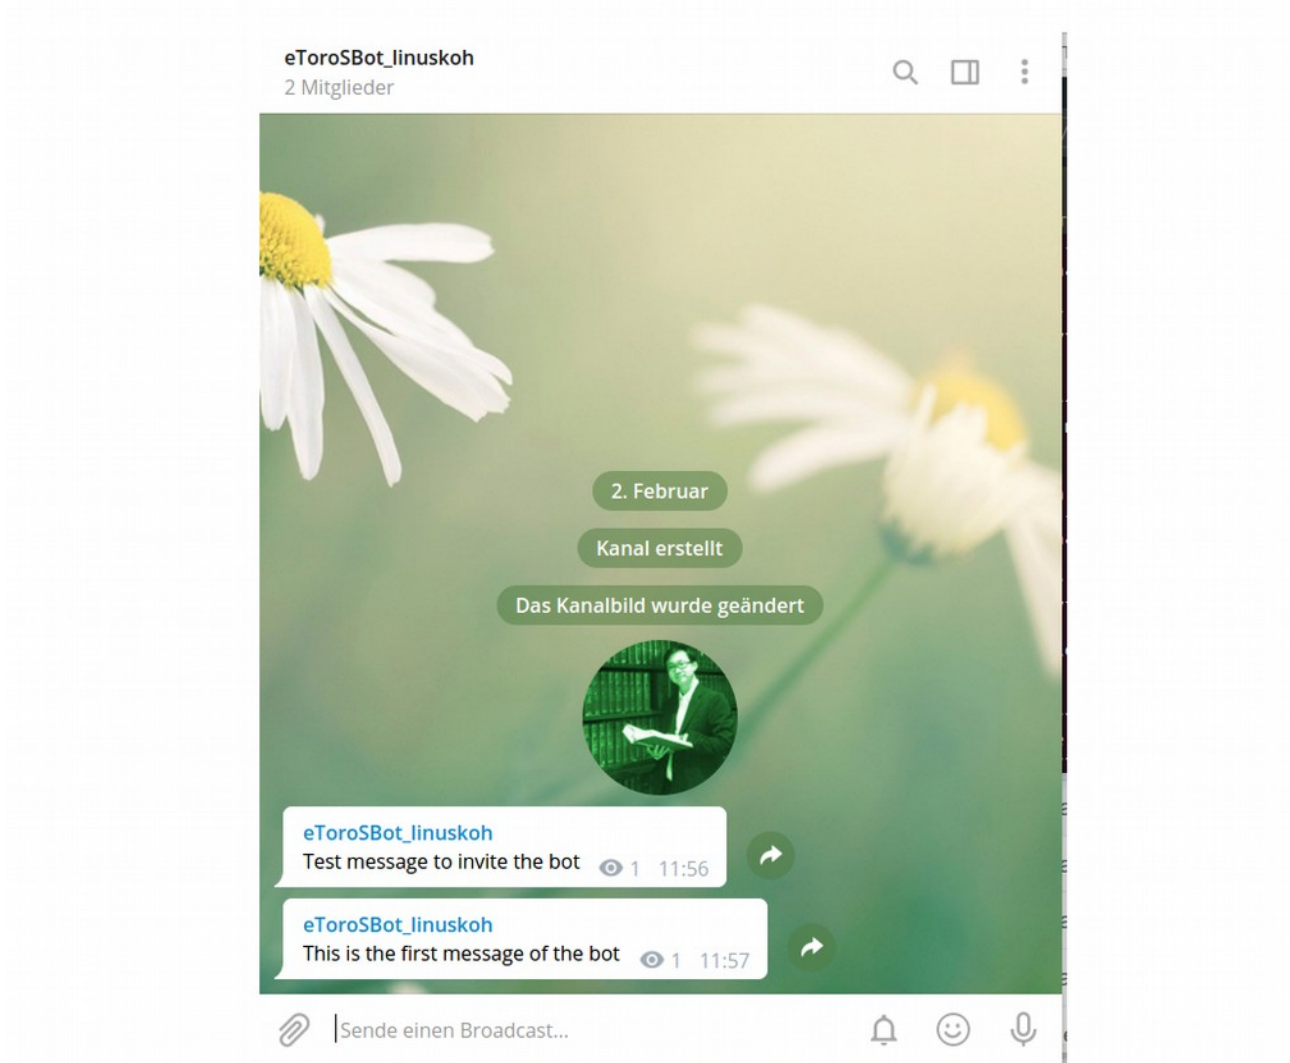 eToroSBot_linuskoh
2 Mitglieder
2. Februar
Kanal erstellt
Das Kanalbild wurde geändert
eToroSBot_linuskoh
Test message to invite the bot 1 11:56
eToroSBot_linuskoh
This is the first message of the bot 1 11:57
Sende einen Broadcast...